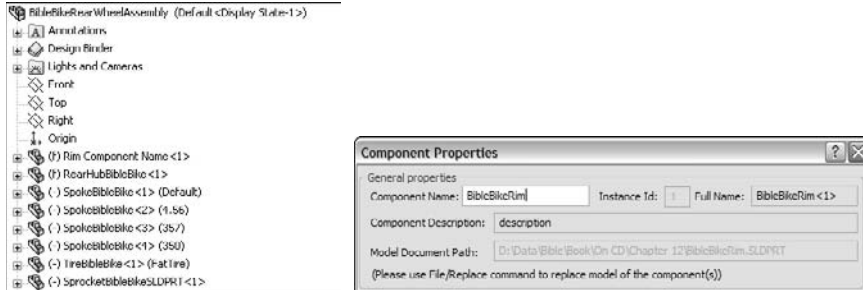 BibleBikeRearWheelAssembly (Default<Display State-1>)
Annotations
Design Binder
Lights and Cameras
Front
Top
Right
Origin
(f) Rim Component Name<1>
(f) RearHubBibleBike<1>
(-) SpokeBibleBike<1> (Default)
(-) SpokeBibleBike<2> (4.56)
(-) SpokeBibleBike<3> (357)
(-) SpokeBibleBike<4> (350)
(-) TireBibleBike<1> (FatTire)
(-) SprocketBibleBikeSLDPRT<1>
Component Properties
General properties
Component Name: BibleBikeRim Instance Id: 1 Full Name: BibleBikeRim<1>
Component Description: description
Model Document Path: D:\Data\Bible\Book\On CD\Chapter 12\BibleBikeRim.SLDPRT
(Please use File/Replace command to replace model of the component(s))